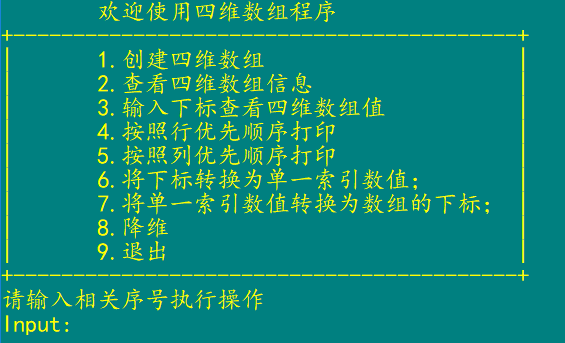 欢迎使用四维数组程序
+------------------------------------------+
| 1.创建四维数组 |
| 2.查看四维数组信息 |
| 3.输入下标查看四维数组值 |
| 4.按照行优先顺序打印 |
| 5.按照列优先顺序打印 |
| 6.将下标转换为单一索引数值; |
| 7.将单一索引数值转换为数组的下标; |
| 8.降维 |
| 9.退出 |
+------------------------------------------+
请输入相关序号执行操作
Input: